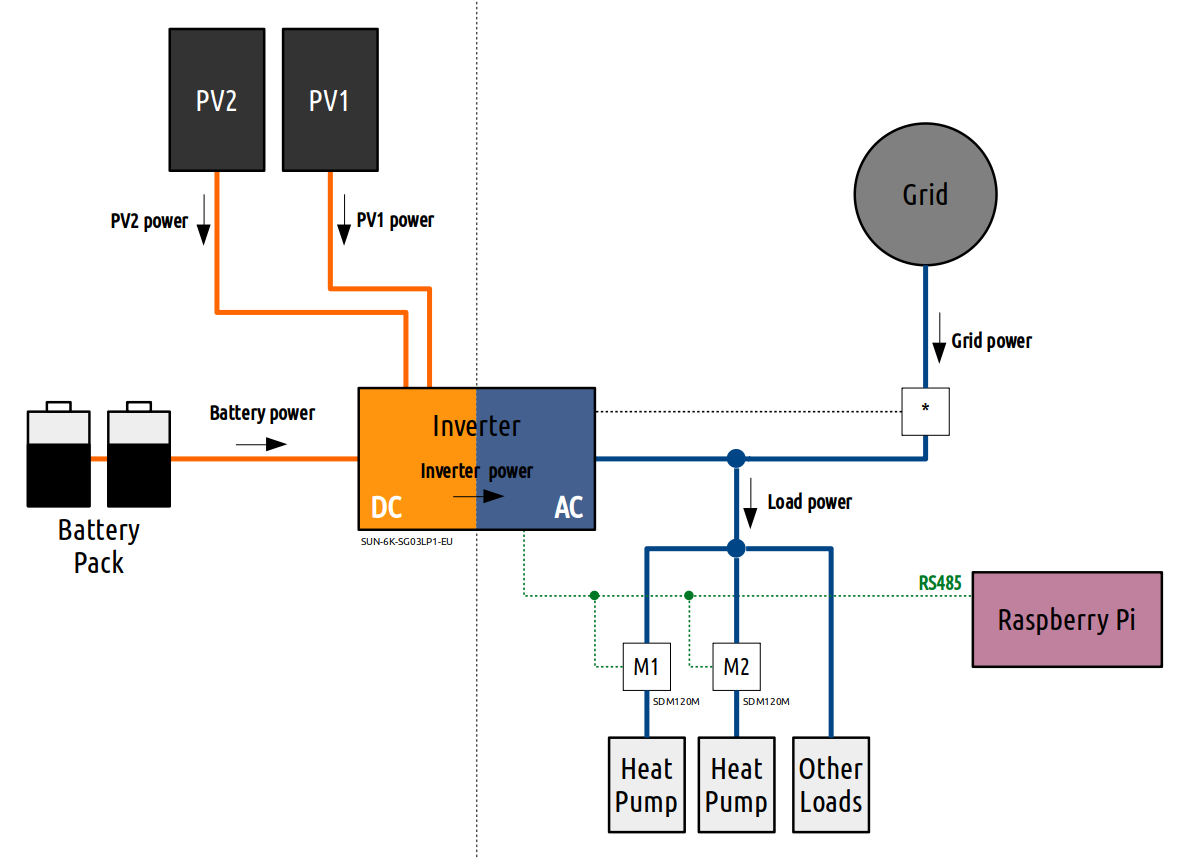 PV2
PV1
PV2 power
PV1 power
Grid
Grid power
*
Battery power
Inverter
Inverter power
DC
AC
SUN-6K-SG03LP1-EU
Load power
Battery
Pack
RS485
Raspberry Pi
M1
M2
SDM120M
SDM120M
Heat
Pump
Heat
Pump
Other
Loads